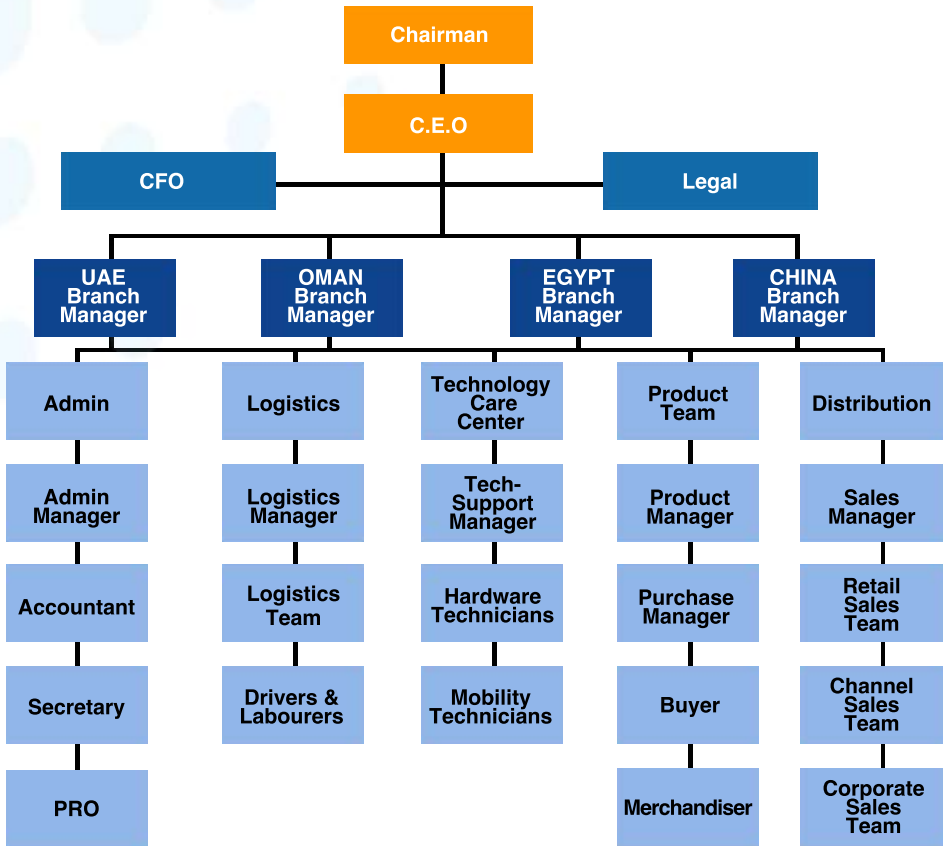 Chairman
C.E.O
CFO
Legal
UAE
Branch
Manager
OMAN
Branch
Manager
EGYPT
Branch
Manager
CHINA
Branch
Manager
Admin
Logistics
Technology
Care
Center
Product
Team
Distribution
Admin
Manager
Logistics
Manager
Tech-
Support
Manager
Product
Manager
Sales
Manager
Accountant
Logistics
Team
Hardware
Technicians
Purchase
Manager
Retail
Sales
Team
Secretary
Drivers &
Labourers
Mobility
Technicians
Buyer
Channel
Sales
Team
PRO
Merchandiser
Corporate
Sales
Team